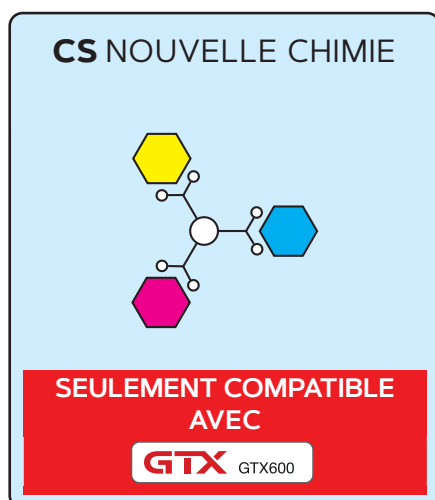 CS NOUVELLE CHIMIE
SEULEMENT COMPATIBLE
AVEC
GTX GTX600